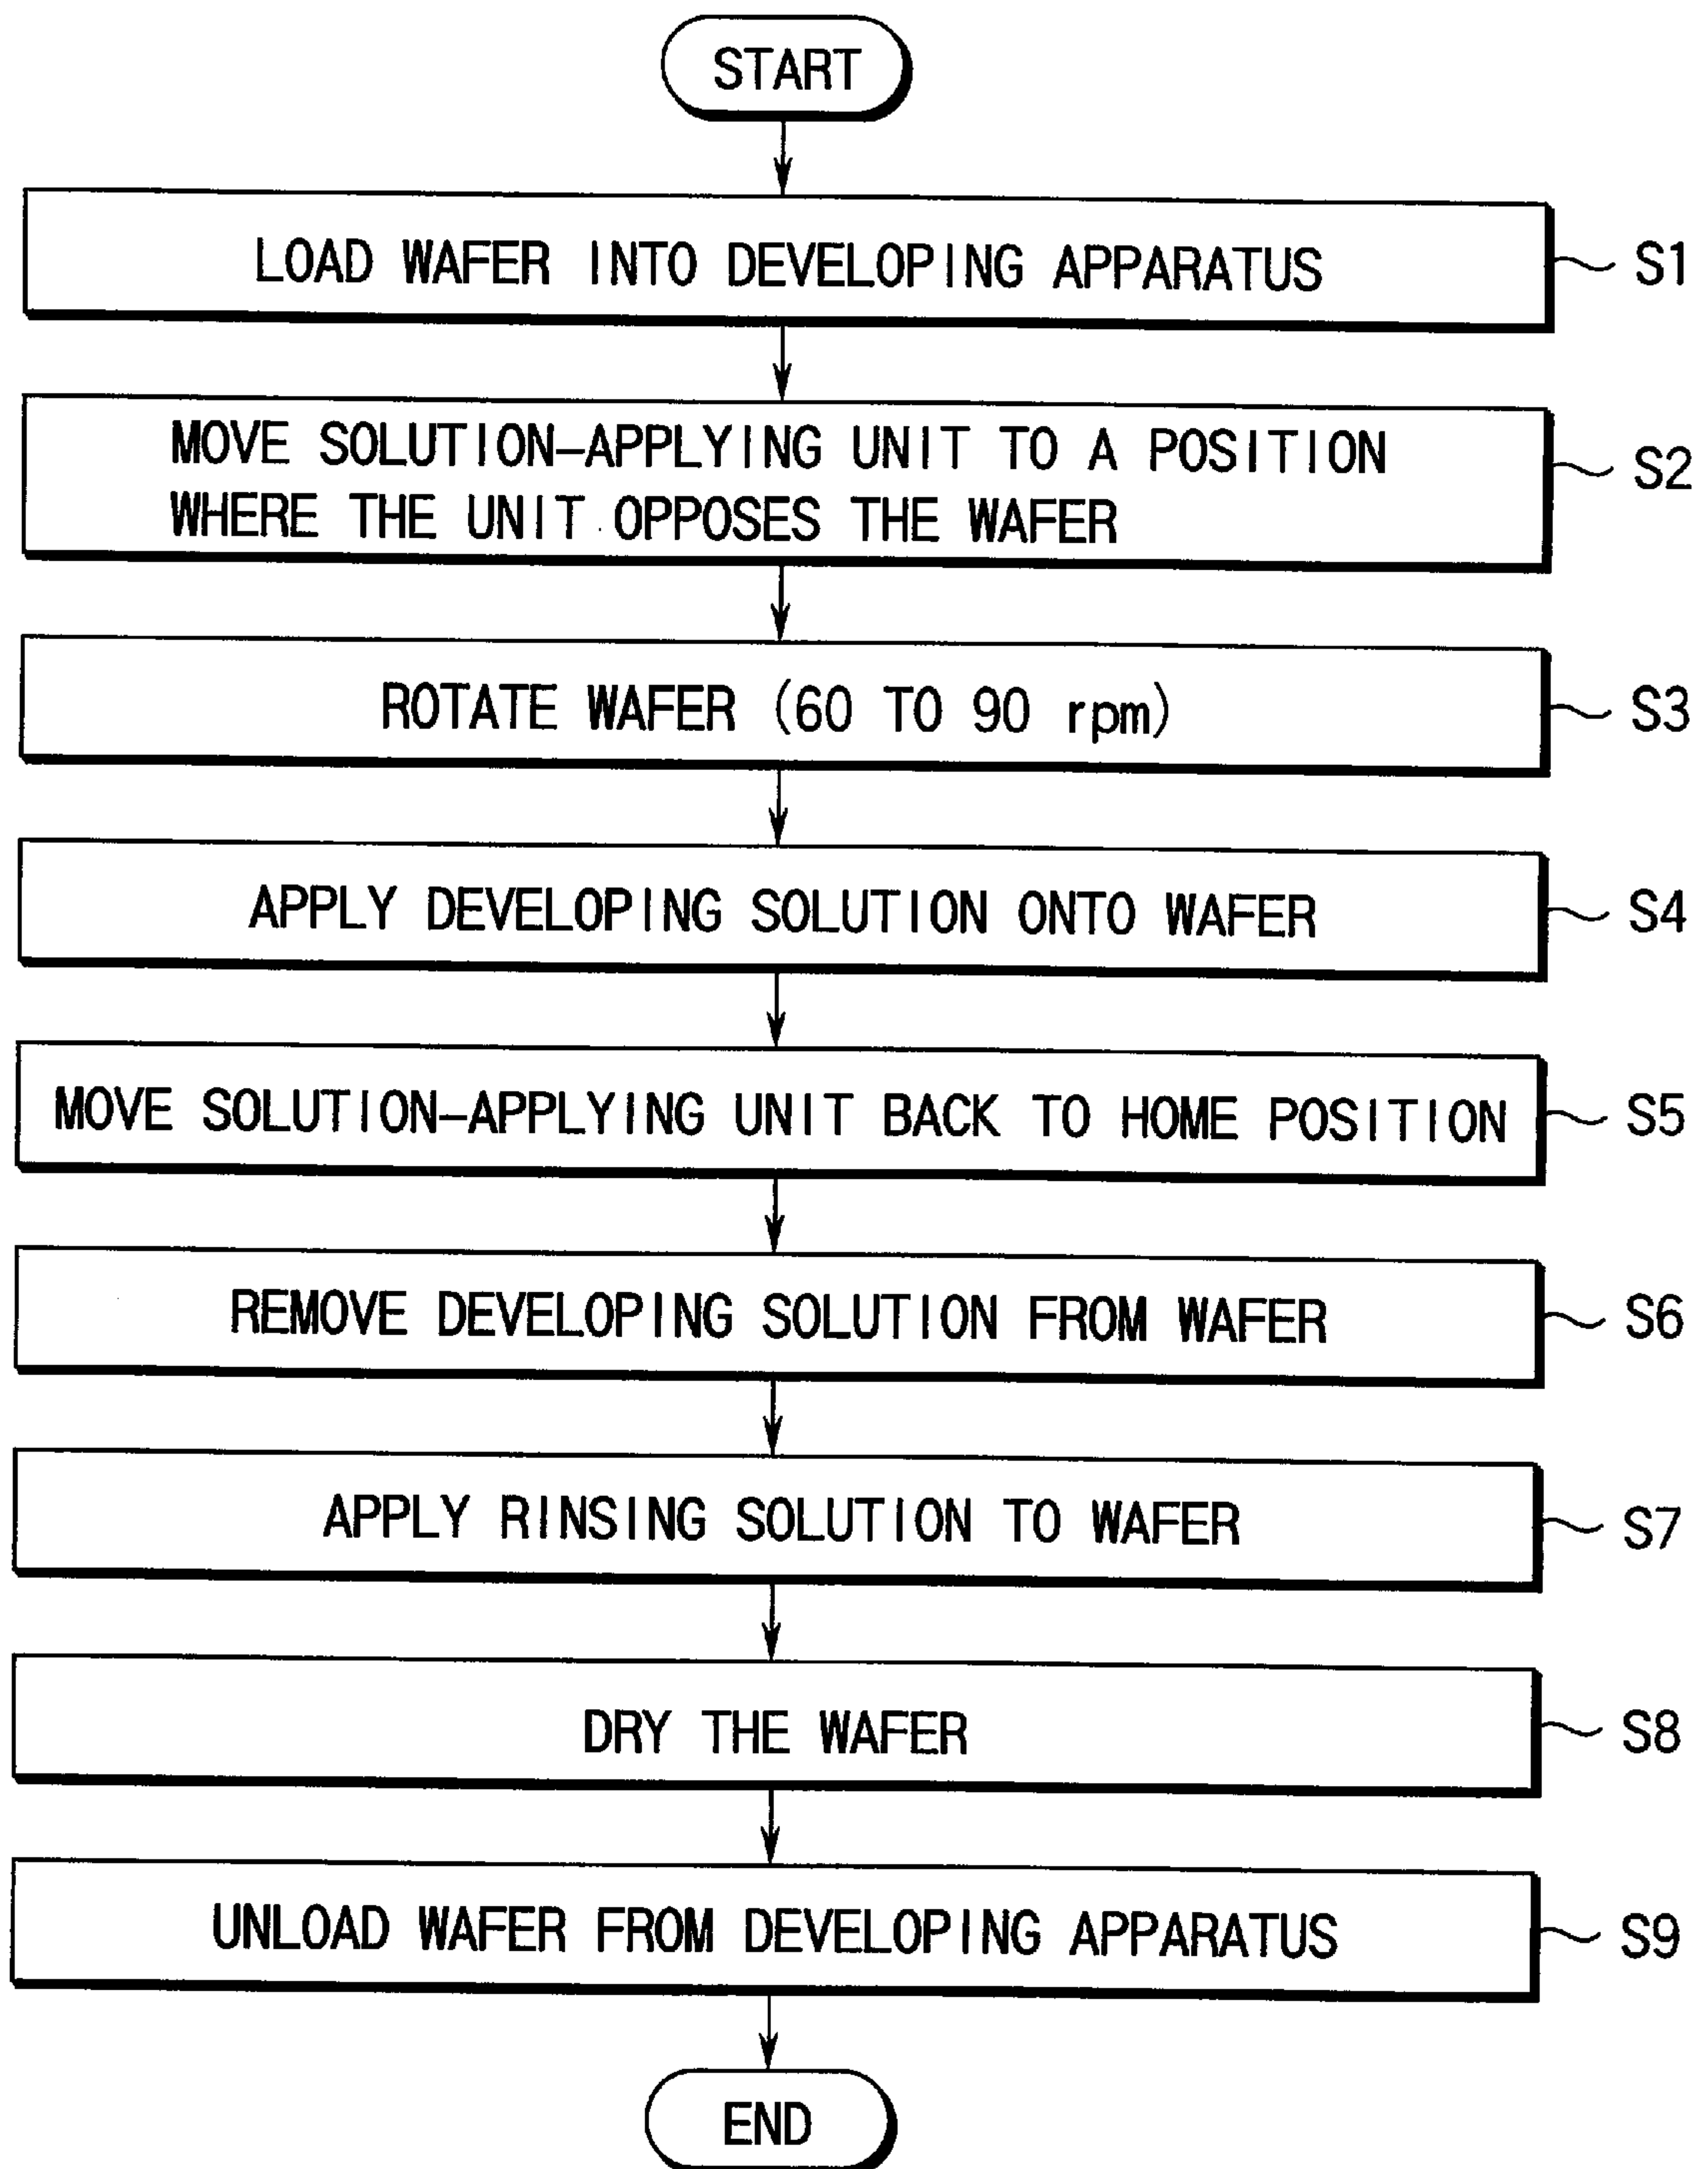 START
LOAD WAFER INTO DEVELOPING APPARATUS
S1
MOVE SOLUTION-APPLYING UNIT TO A POSITION
WHERE THE UNIT OPPOSES THE WAFER
S2
ROTATE WAFER (60 TO 90 rpm)
S3
APPLY DEVELOPING SOLUTION ONTO WAFER
S4
MOVE SOLUTION-APPLYING UNIT BACK TO HOME POSITION
S5
REMOVE DEVELOPING SOLUTION FROM WAFER
S6
APPLY RINSING SOLUTION TO WAFER
S7
DRY THE WAFER
S8
UNLOAD WAFER FROM DEVELOPING APPARATUS
S9
END